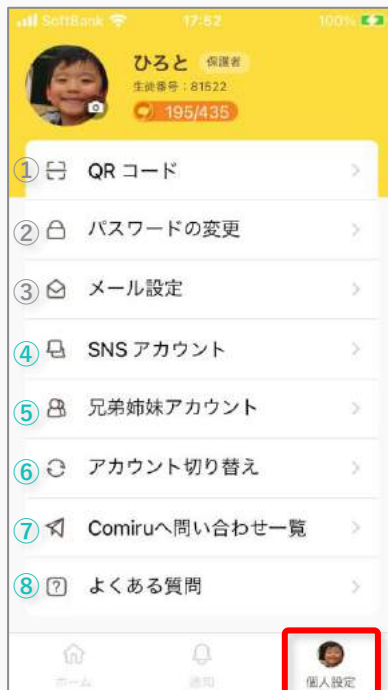 SoftBank 17:52 100%
ひろと 保護者
生徒番号：81522
195/435
① QR コード
② パスワードの変更
③ メール設定
④ SNS アカウント
⑤ 兄弟姉妹アカウント
⑥ アカウント切り替え
⑦ Comiruへ問い合わせ一覧
⑧ よくある質問
ホーム 通知 個人設定